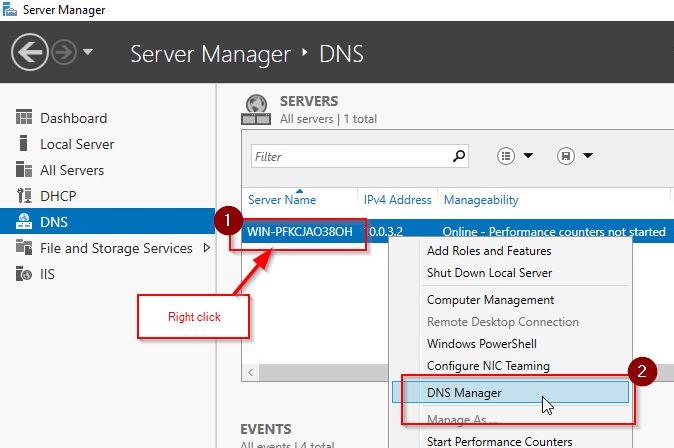 Server Manager
Server Manager ‣ DNS
Dashboard
Local Server
All Servers
DHCP
DNS
File and Storage Services
IIS
SERVERS
All servers | 1 total
Filter
Server Name IPv4 Address Manageability
1
WIN-PFKCJAO38OH 10.0.3.2 Online - Performance counters not started
Right click
Add Roles and Features
Shut Down Local Server
Computer Management
Remote Desktop Connection
Windows PowerShell
Configure NIC Teaming
2
DNS Manager
Manage As ...
Start Performance Counters
EVENTS
All events | 4 total